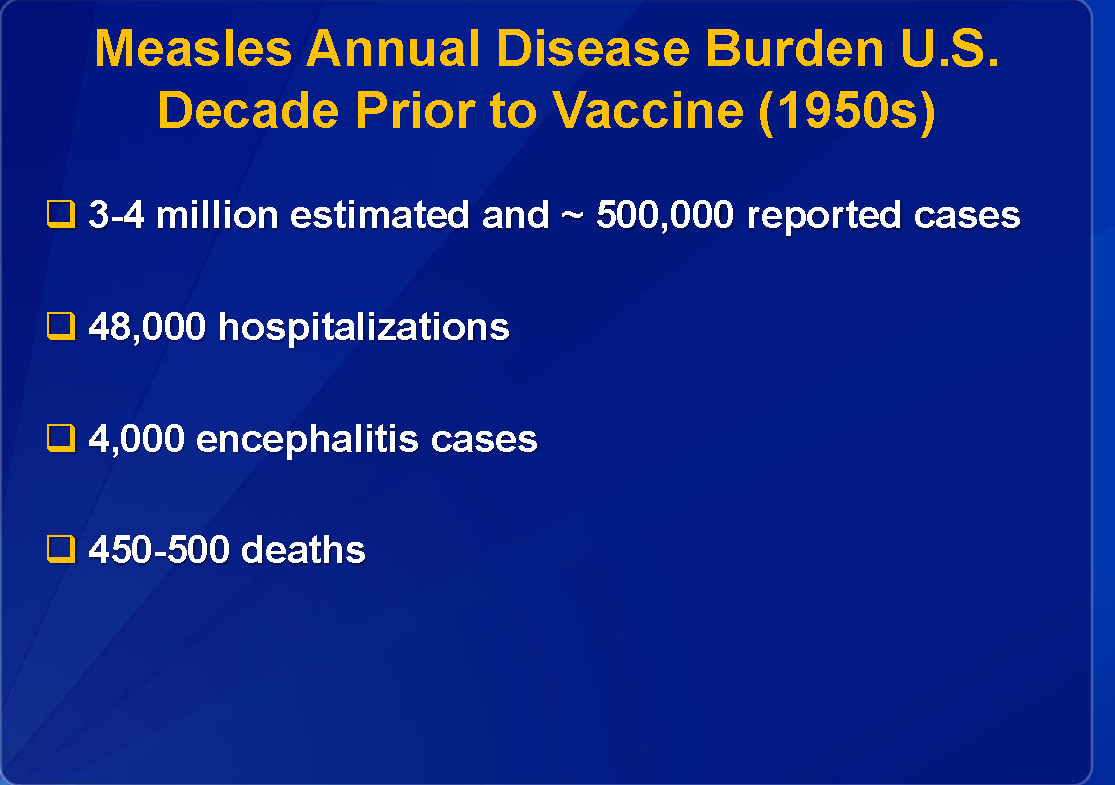 Measles Annual Disease Burden U.S.
Decade Prior to Vaccine (1950s)
3-4 million estimated and ~ 500,000 reported cases
48,000 hospitalizations
4,000 encephalitis cases
450-500 deaths